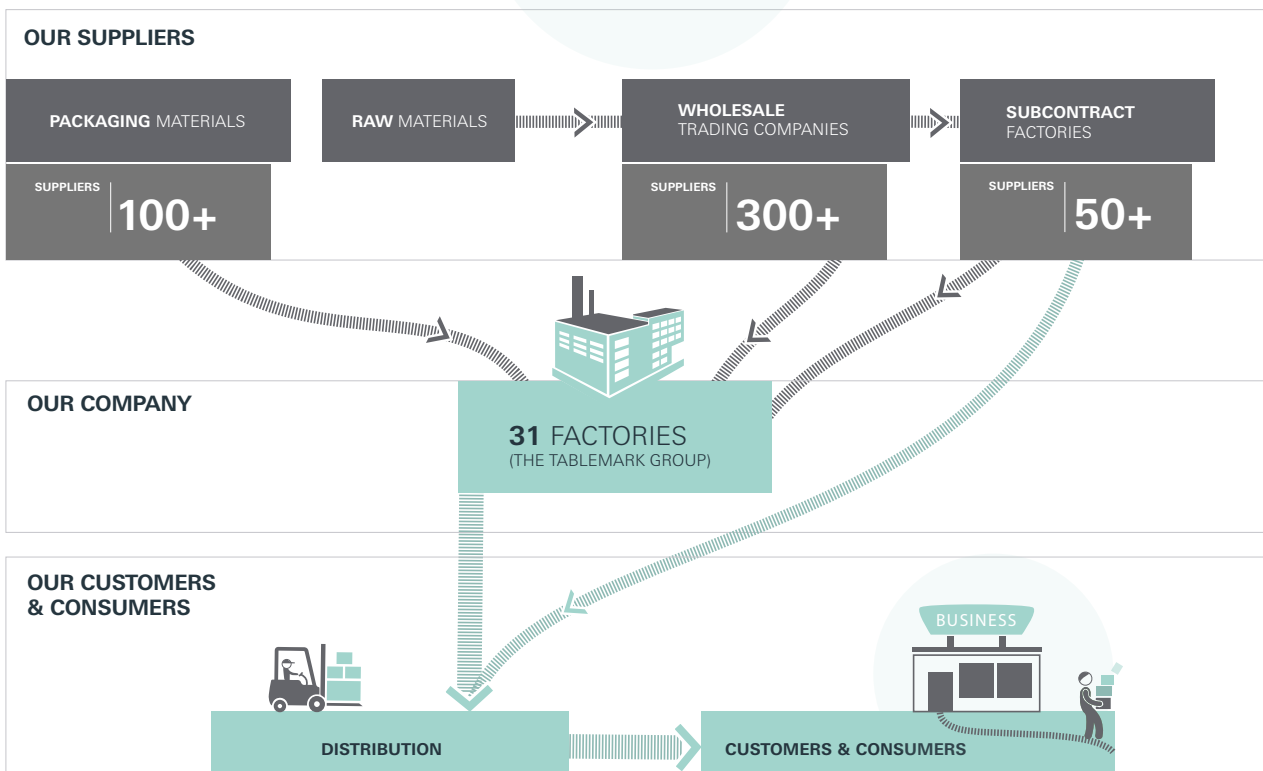 OUR SUPPLIERS
PACKAGING MATERIALS
RAW MATERIALS
WHOLESALE
TRADING COMPANIES
SUBCONTRACT
FACTORIES
SUPPLIERS
100+
SUPPLIERS
300+
SUPPLIERS
50+
OUR COMPANY
31 FACTORIES
(THE TABLEMARK GROUP)
OUR CUSTOMERS
& CONSUMERS
BUSINESS
DISTRIBUTION
CUSTOMERS & CONSUMERS